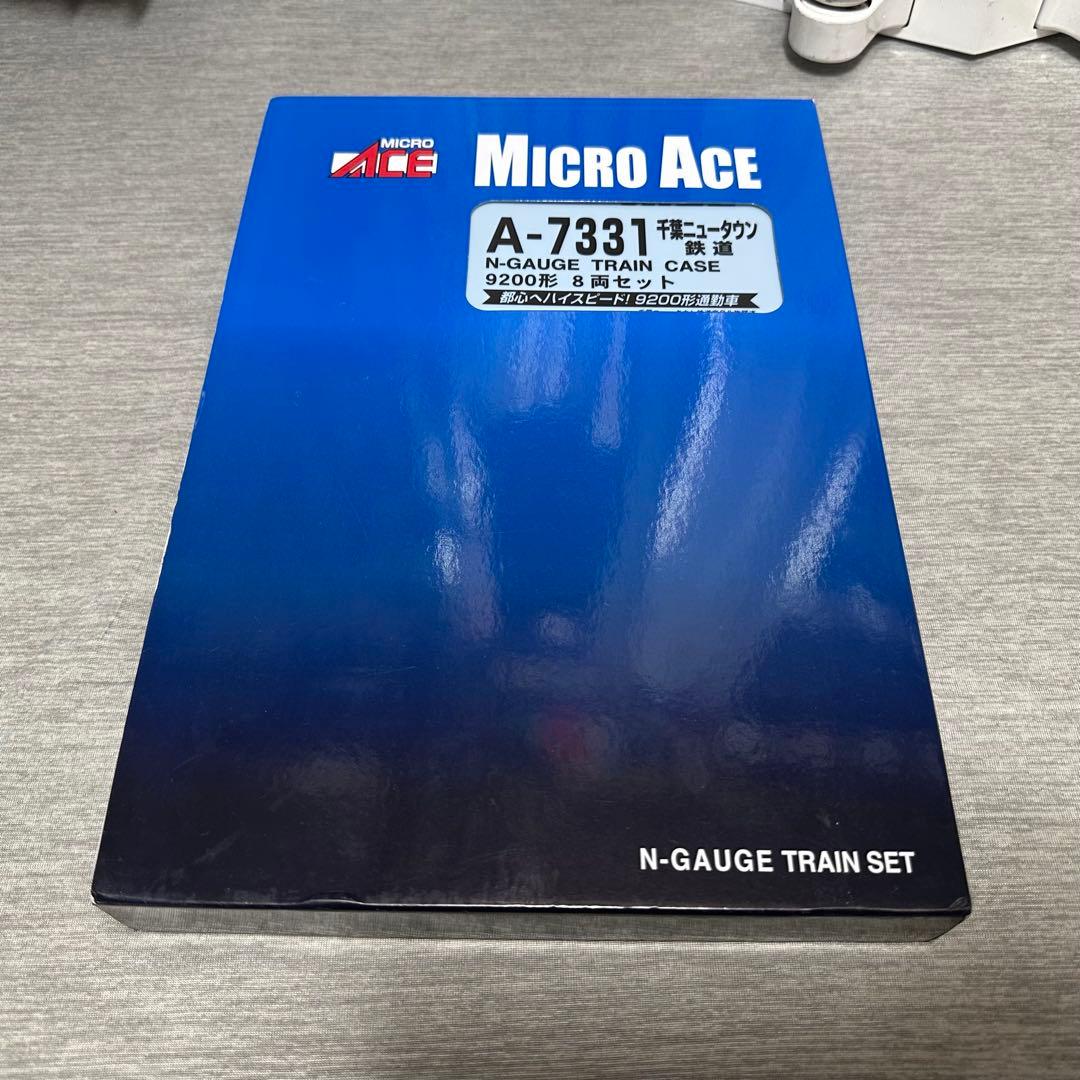 MICRO
ACE
MICRO ACE
A-7331 千葉ニュータウン
鉄道
N-GAUGE TRAIN CASE
9200形 8両セット
都心へハイスピード! 9200形通勤車
N-GAUGE TRAIN SET